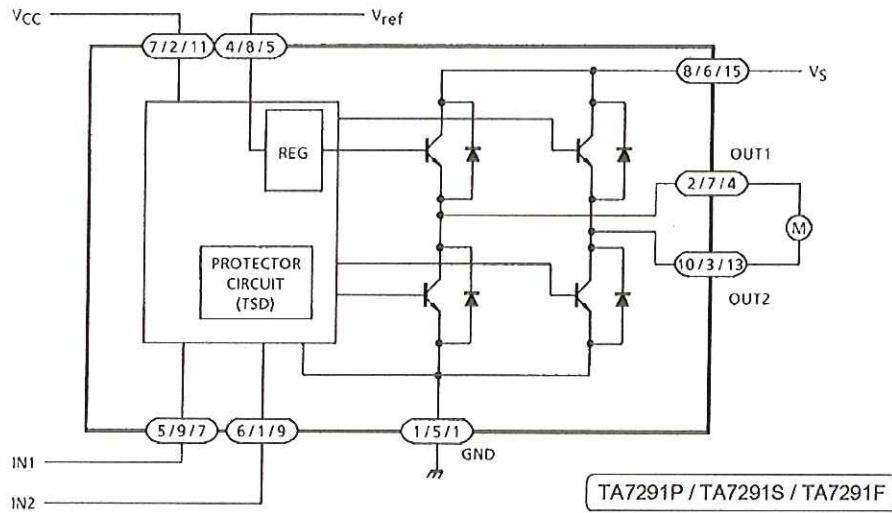 VCC
Vref
7/2/11
4/8/5
8/6/15
VS
REG
OUT1
2/7/4
M
PROTECTOR
CIRCUIT
(TSD)
10/3/13
OUT2
5/9/7
6/1/9
1/5/1
GND
IN1
IN2
TA7291P / TA7291S / TA7291F